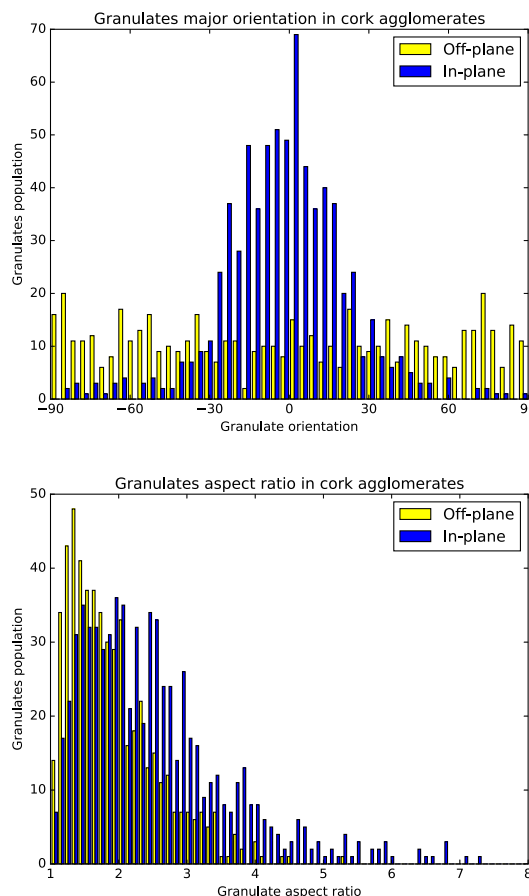 Granulates major orientation in cork agglomerates
70
60
50
40
30
20
10
0
Granulates population
Off-plane
In-plane
−90 −60 −30 0 30 60 9
Granulate orientation
Granulates aspect ratio in cork agglomerates
50
40
30
20
10
0
Granulates population
Off-plane
In-plane
1 2 3 4 5 6 7 8
Granulate aspect ratio